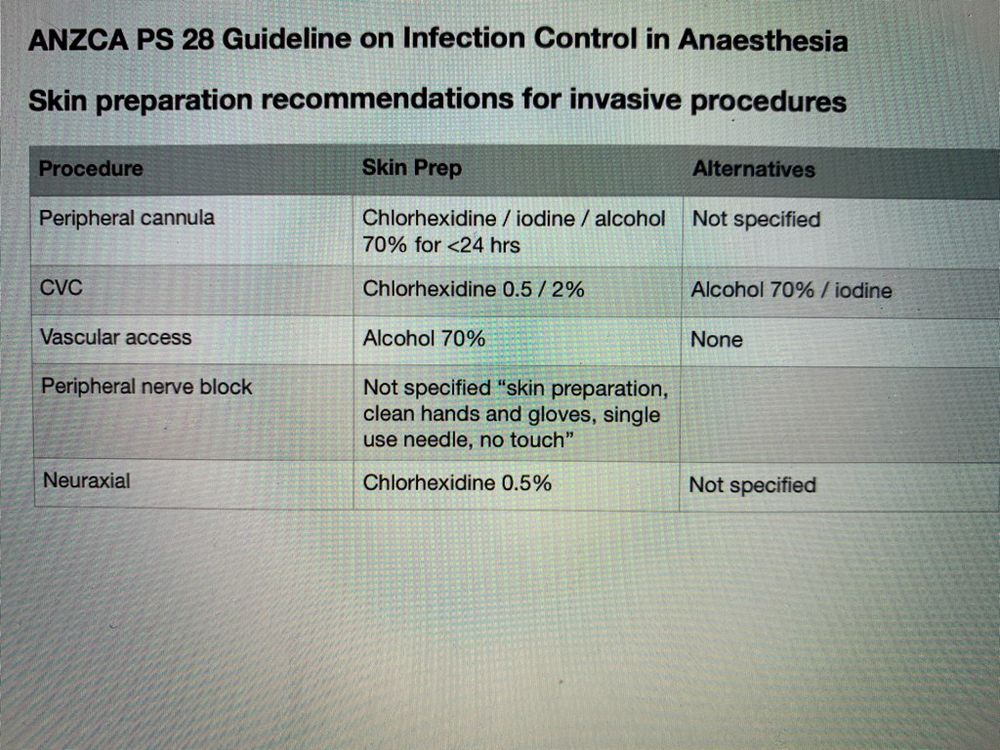 ANZCA PS 28 Guideline on Infection Control in Anaesthesia
Skin preparation recommendations for invasive procedures
Procedure Skin Prep Alternatives
Peripheral cannula Chlorhexidine / iodine / alcohol Not specified
70% for <24 hrs
CVC Chlorhexidine 0.5 / 2% Alcohol 70% / iodine
Vascular access Alcohol 70% None
Peripheral nerve block Not specified “skin preparation,
clean hands and gloves, single
use needle, no touch”
Neuraxial Chlorhexidine 0.5% Not specified